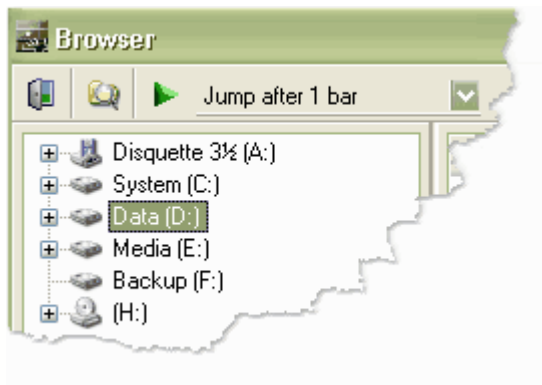 Browser
Jump after 1 bar
Disquette 3½ (A:)
System (C:)
Data (D:)
Media (E:)
Backup (F:)
(H:)